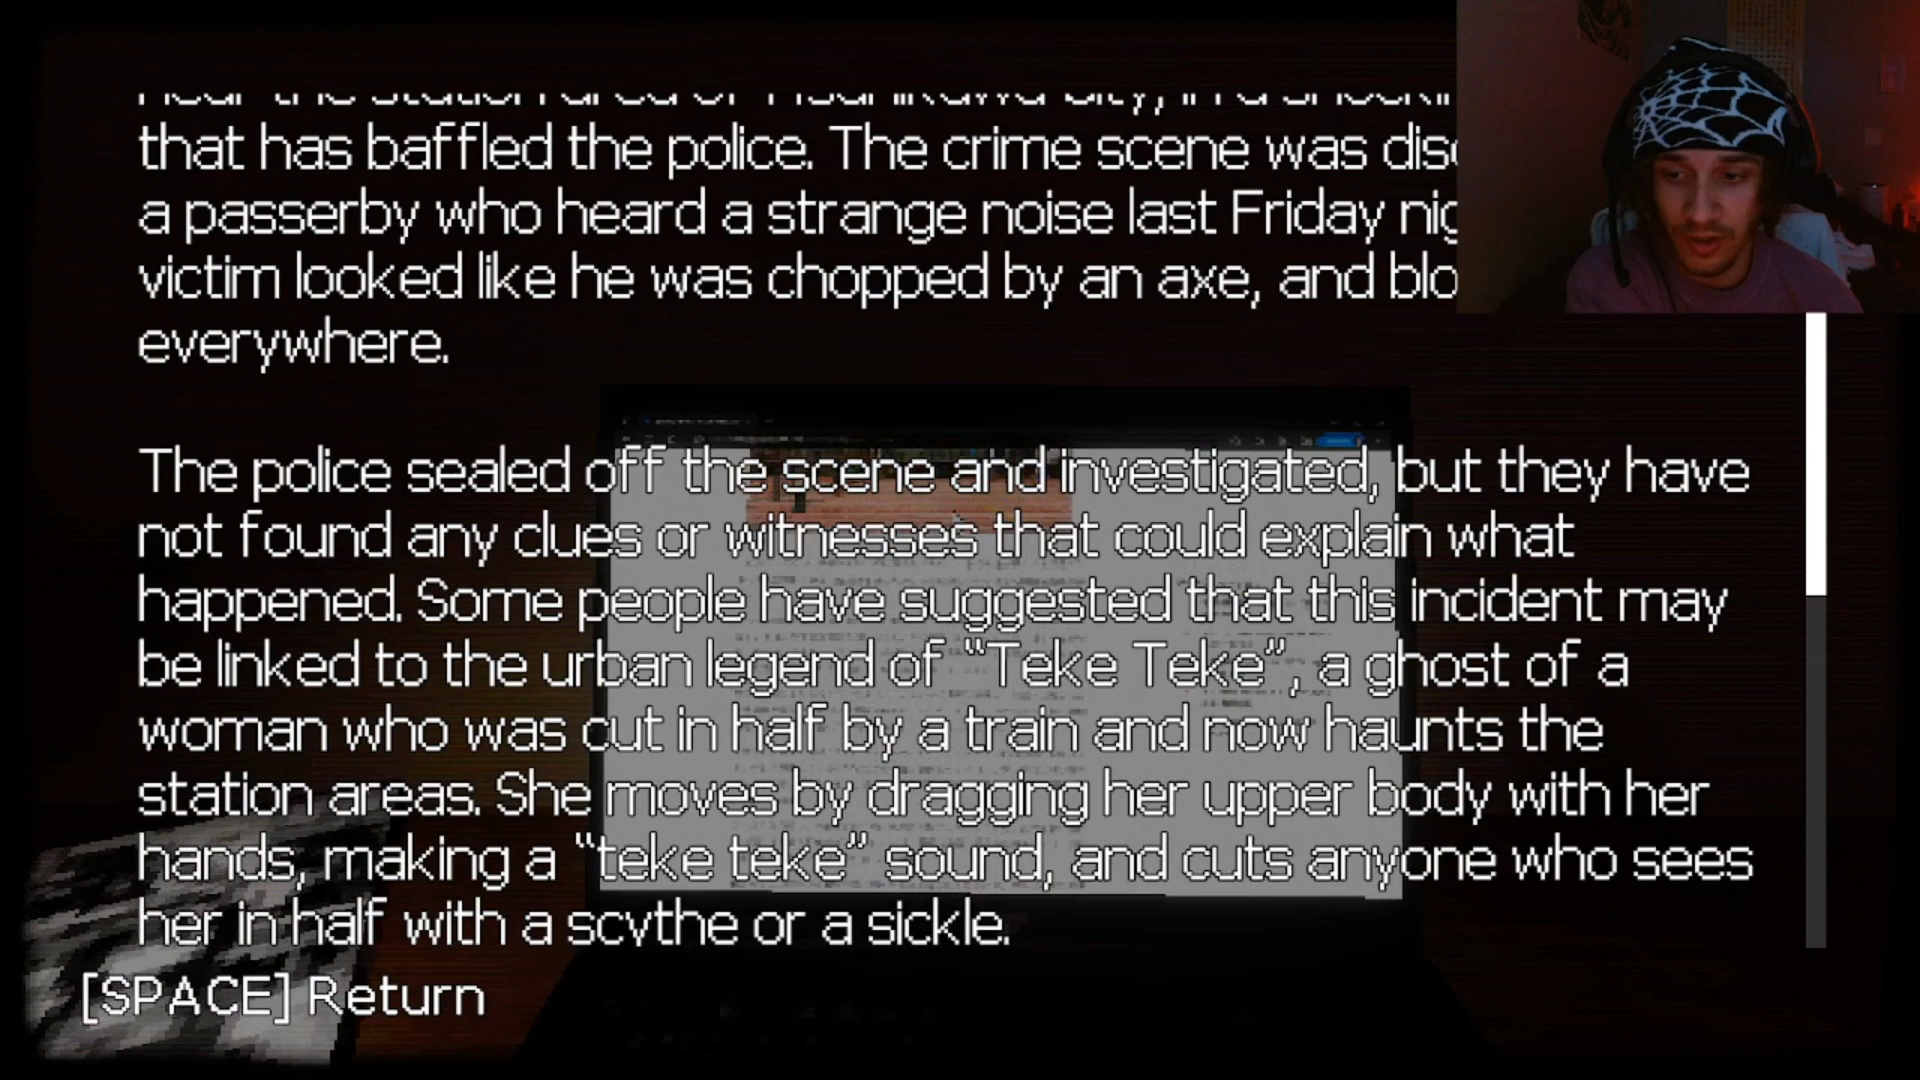 that has baffled the police. The crime scene was
a passerby who heard a strange noise last Friday
victim looked like he was chopped by an axe, and
everywhere.
The police sealed off the scene and investigated, but they have
not found any clues or witnesses that could explain what
happened. Some people have suggested that this incident may
be linked to the urban legend of “Teke Teke”, a ghost of a
woman who was cut in half by a train and now haunts the
station areas. She moves by dragging her upper body with her
hands, making a “teke teke” sound, and cuts anyone who sees
her in half with a scythe or a sickle.
[SPACE] Return